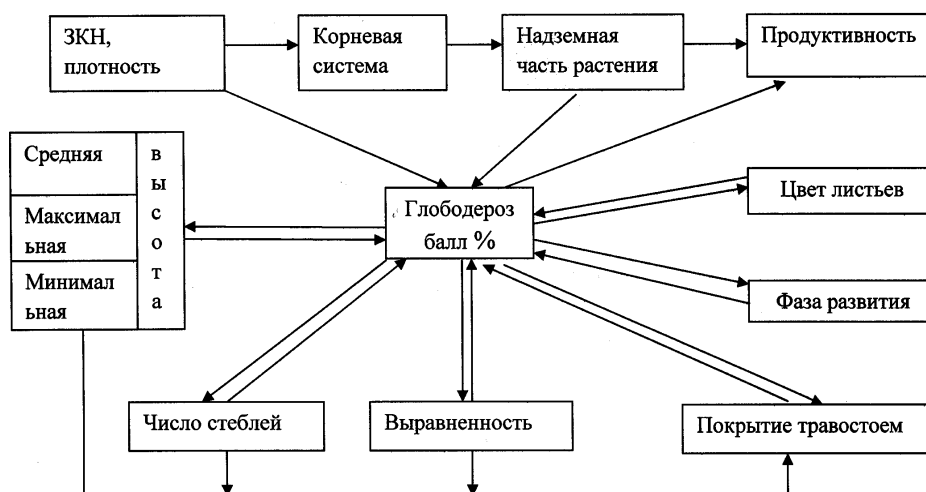 ЗКН,
плотность
Корневая
система
Надземная
часть растения
Продуктивность
Средняя
Максималь
ьная
Минимал
ьная
в
ы
с
о
т
а
Глободероз
балл %
Цвет листьев
Фаза развития
Число стеблей
Выравненность
Покрытие травостоем